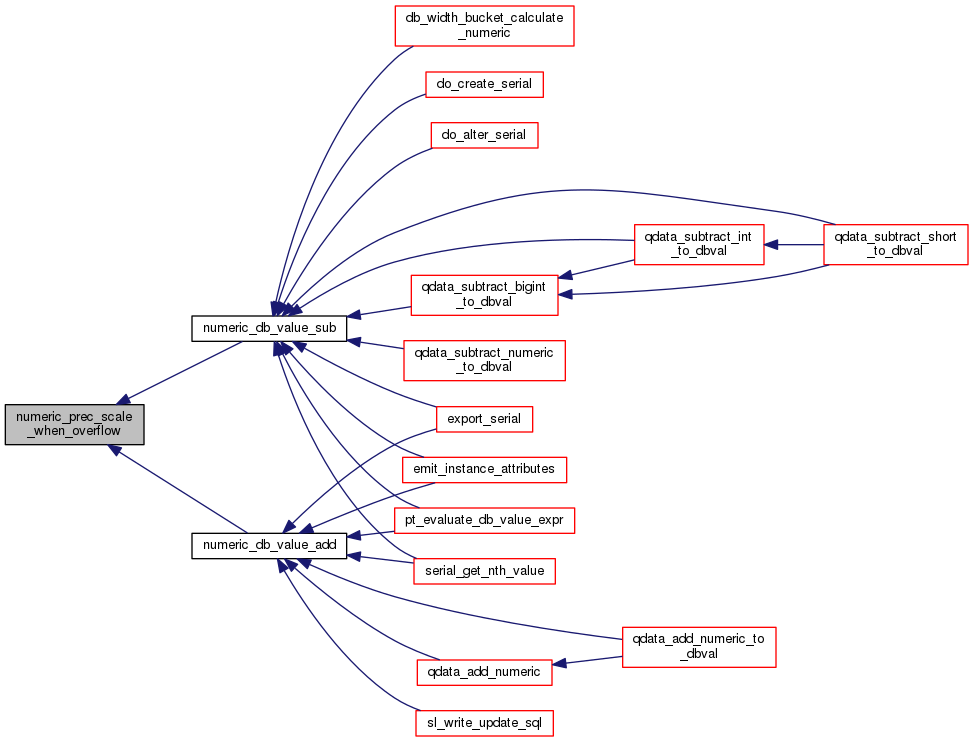 db_width_bucket_calculate
_numeric
do_create_serial
do_alter_serial
qdata_subtract_int
_to_dbval
qdata_subtract_short
_to_dbval
qdata_subtract_bigint
_to_dbval
numeric_db_value_sub
qdata_subtract_numeric
_to_dbval
numeric_prec_scale
_when_overflow
export_serial
emit_instance_attributes
pt_evaluate_db_value_expr
numeric_db_value_add
serial_get_nth_value
qdata_add_numeric_to
_dbval
qdata_add_numeric
sl_write_update_sql